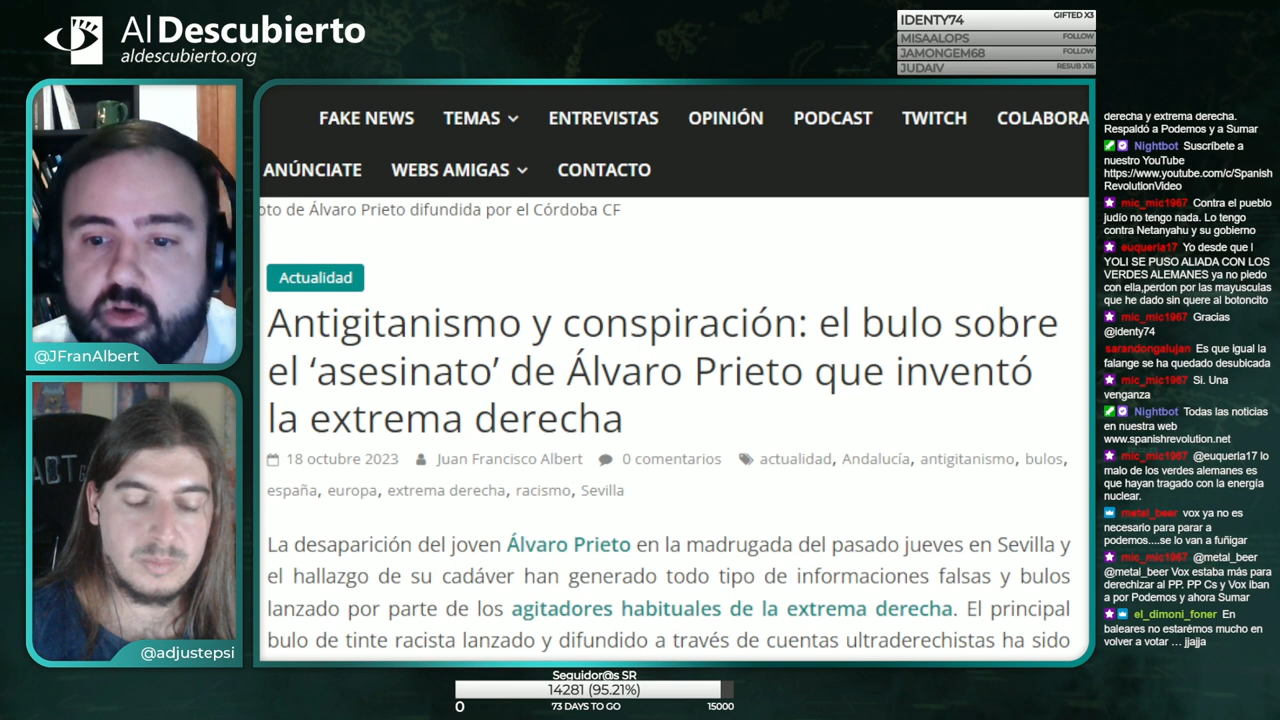 Al Descubierto
aldescubierto.org
IDENTY74 GIFTED X3
MISAALOPS FOLLOW
JAMONGEM68 FOLLOW
JUDAIV RESUB X16
@JFranAlbert
@adjustepsi
FAKE NEWS TEMAS ENTREVISTAS OPINIÓN PODCAST TWITCH COLABORA
ANÚNCIATE WEBS AMIGAS CONTACTO
oto de Álvaro Prieto difundida por el Córdoba CF
Actualidad
Antigitanismo y conspiración: el bulo sobre
el ‘asesinato’ de Álvaro Prieto que inventó
la extrema derecha
18 octubre 2023 Juan Francisco Albert 0 comentarios actualidad, Andalucía, antigitanismo, bulos,
españa, europa, extrema derecha, racismo, Sevilla
La desaparición del joven Álvaro Prieto en la madrugada del pasado jueves en Sevilla y
el hallazgo de su cadáver han generado todo tipo de informaciones falsas y bulos
lanzado por parte de los agitadores habituales de la extrema derecha. El principal
bulo de tinte racista lanzado y difundido a través de cuentas ultraderechistas ha sido
derecha y extrema derecha.
Respaldó a Podemos y a Sumar
Nightbot Suscríbete a
nuestro YouTube
https://www.youtube.com/c/Spanish
RevolutionVideo
mic_mic1967 Contra el pueblo
judío no tengo nada. Lo tengo
contra Netanyahu y su gobierno
euqueria17 Yo desde que l
YOLI SE PUSO ALIADA CON LOS
VERDES ALEMANES ya no piedo
con ella,perdon por las mayusculas
que he dado sin quere al botoncito
mic_mic1967 Gracias
@identy74
sarandongalujan Es que igual la
falange se ha quedado desubicada
mic_mic1967 Si. Una
venganza
Nightbot Todas las noticias
en nuestra web
www.spanishrevolution.net
mic_mic1967 @euqueria17 lo
malo de los verdes alemanes es
que hayan tragado con la energía
nuclear.
metal_beer vox ya no es
necesario para parar a
podemos....se lo van a fuñigar
mic_mic1967 @metal_beer
@metal_beer Vox estaba más para
derechizar al PP. PP Cs y Vox iban
a por Podemos y ahora Sumar
el_dimoni_foner En
baleares no estarémos mucho en
volver a votar ... jjajja
Seguidor@s SR
14281 (95.21%)
0 73 DAYS TO GO 15000